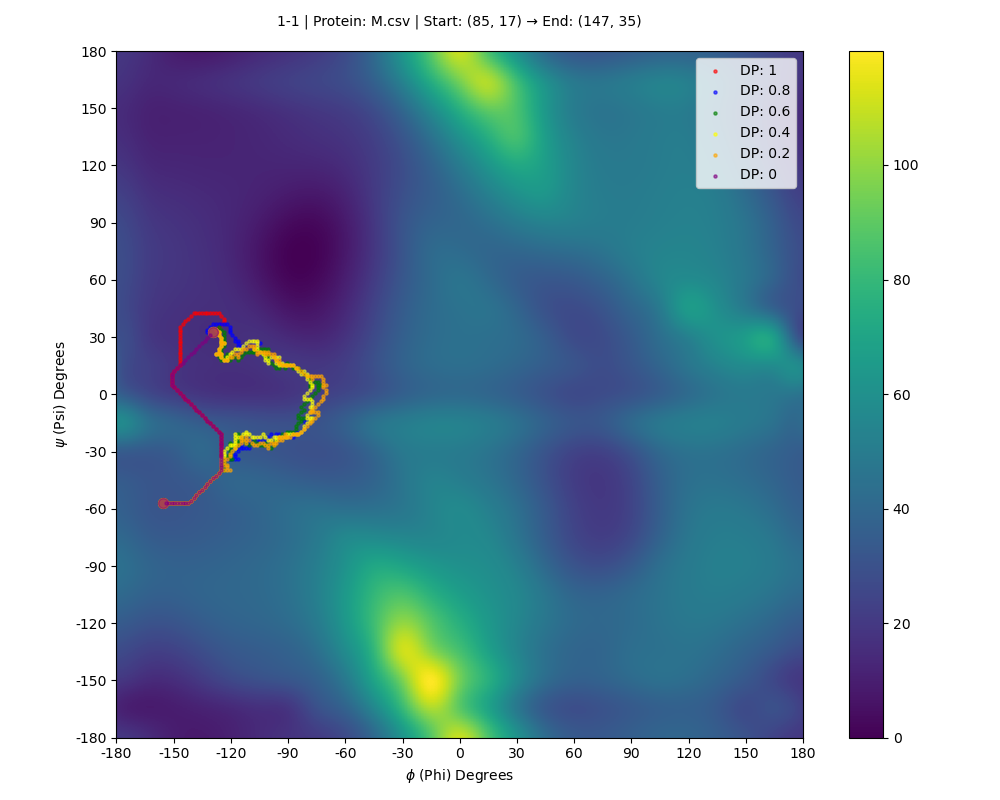 1-1 | Protein: M.csv | Start: (85, 17) → End: (147, 35)
180
150
120
90
60
30
0
-30
-60
-90
-120
-150
-180
ψ (Psi) Degrees
-180 -150 -120 -90 -60 -30 0 30 60 90 120 150 180
ϕ (Phi) Degrees
DP: 1
DP: 0.8
DP: 0.6
DP: 0.4
DP: 0.2
DP: 0
100
80
60
40
20
0